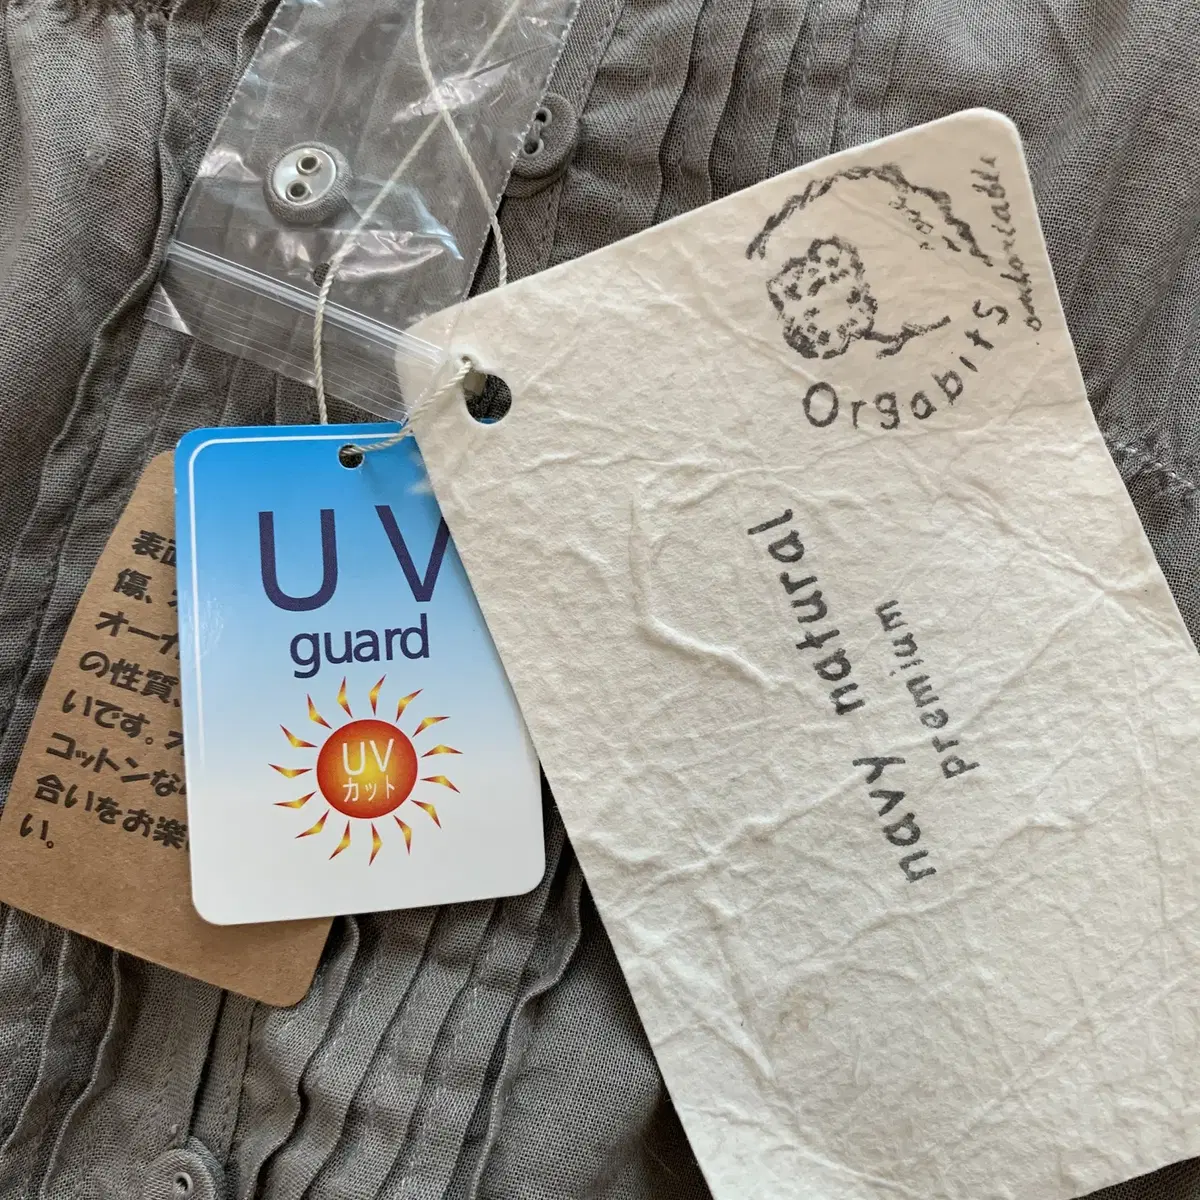 表面
傷、
オーガ
の性質、
いです。オ
コットンな
合いをお楽
い。
UV
guard
UV
カット
Orgabits
navy natural
premium